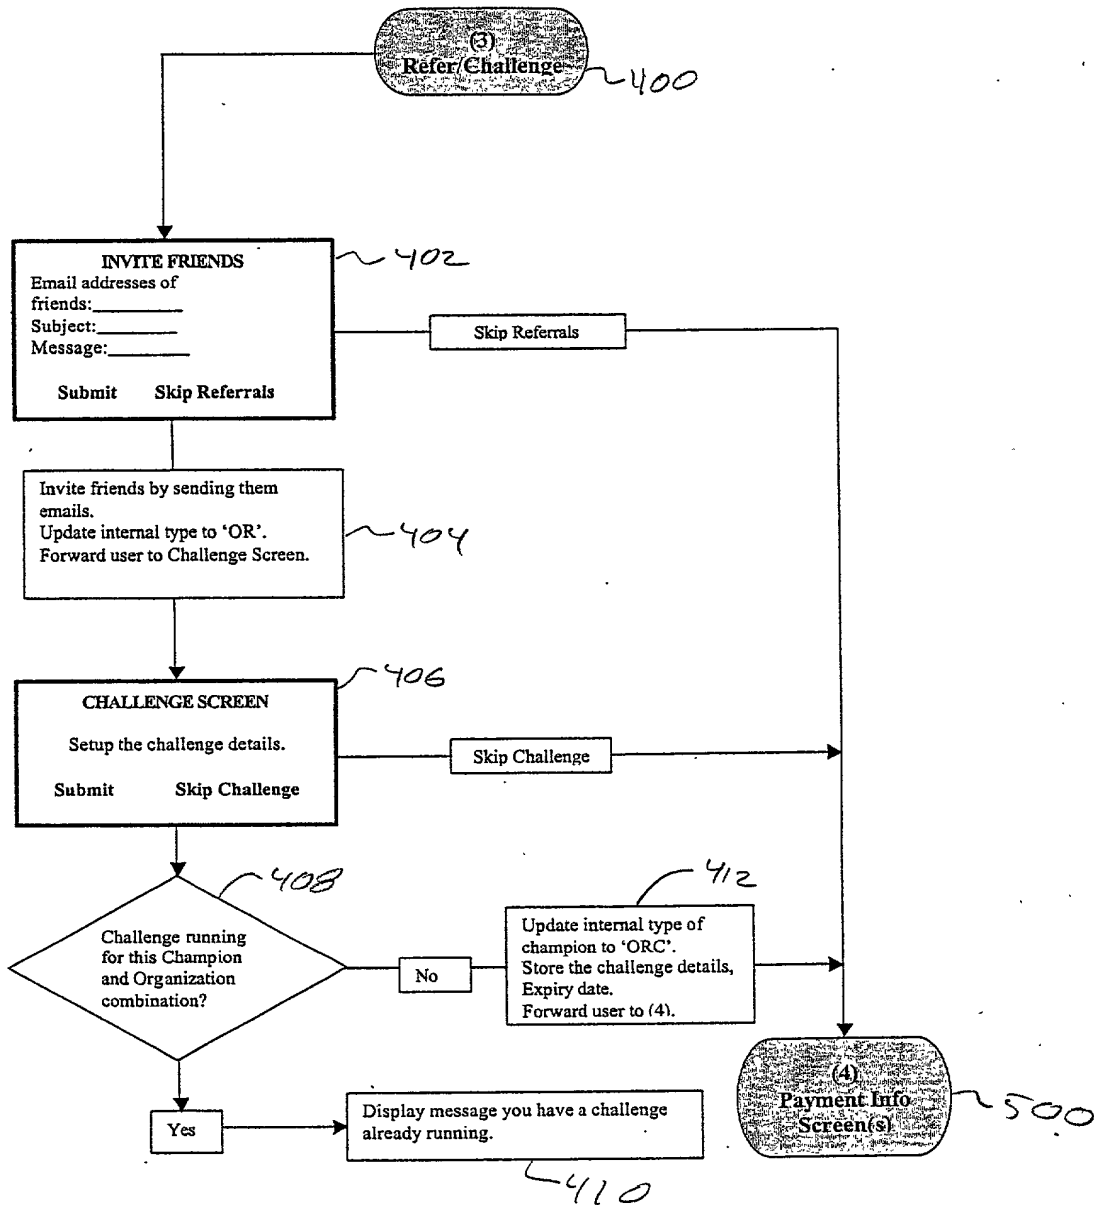 (3)
Refer/Challenge
400
INVITE FRIENDS
402
Email addresses of
friends:_________
Subject:________
Message:________
Submit Skip Referrals
Skip Referrals
Invite friends by sending them
emails.
Update internal type to ‘OR’.
Forward user to Challenge Screen.
404
406
CHALLENGE SCREEN
Setup the challenge details.
Submit Skip Challenge
Skip Challenge
408
Challenge running
for this Champion
and Organization
combination?
No
412
Update internal type of
champion to ‘ORC’.
Store the challenge details,
Expiry date.
Forward user to (4).
(4)
Payment Info
Screen(s)
500
Yes
Display message you have a challenge
already running.
410